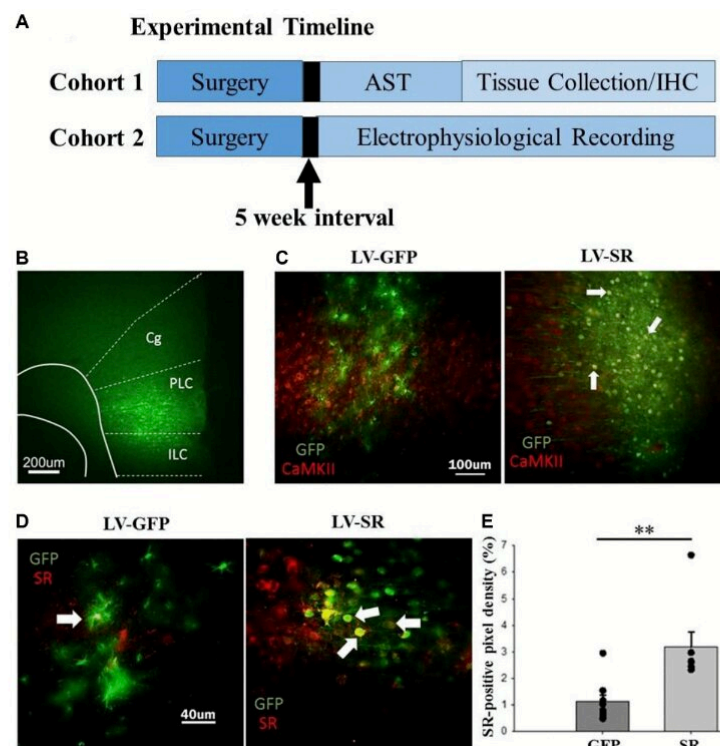 A
Experimental Timeline
Cohort 1
Surgery
AST
Tissue Collection/IHC
Cohort 2
Surgery
Electrophysiological Recording
5 week interval
B
Cg
PLC
ILC
200um
C
LV-GFP
LV-SR
GFP
CaMKII
100um
GFP
CaMKII
D
LV-GFP
LV-SR
GFP
SR
40um
GFP
SR
E
**
SR-positive pixel density (%)
7
6
5
4
3
2
1
0
GFP
SR